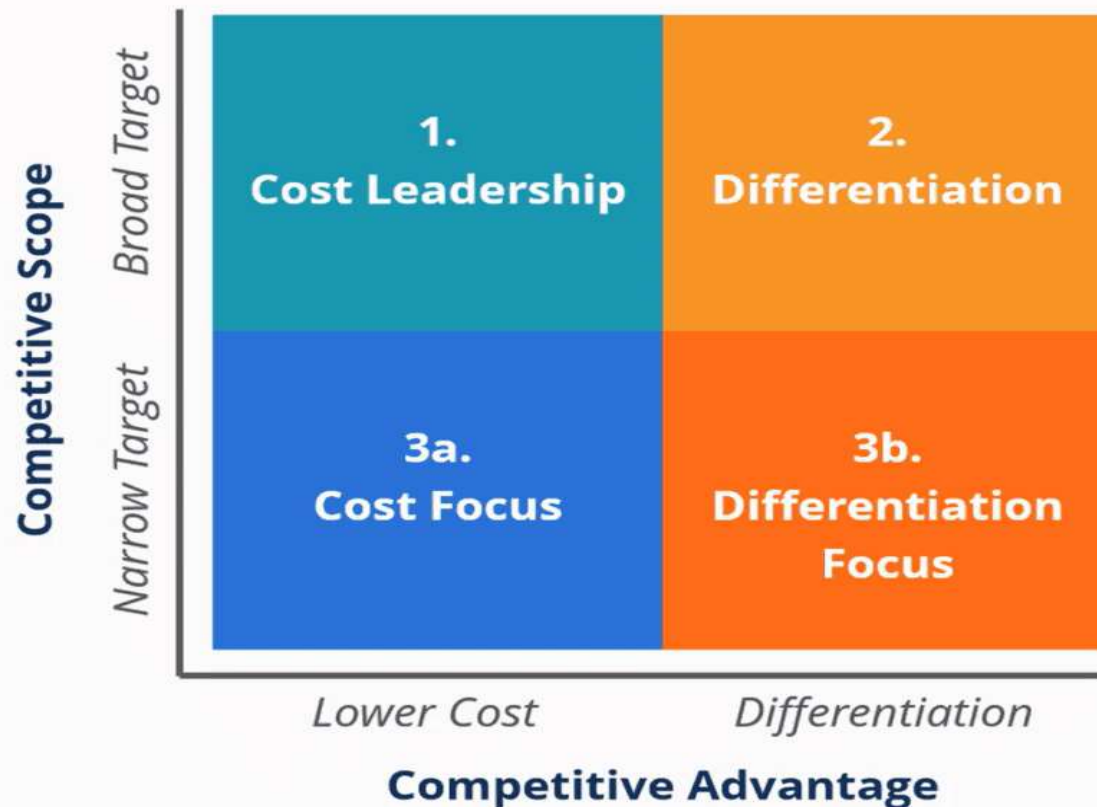 Competitive Scope
Broad Target
Narrow Target
1.
Cost Leadership
2.
Differentiation
3a.
Cost Focus
3b.
Differentiation
Focus
Lower Cost
Differentiation
Competitive Advantage